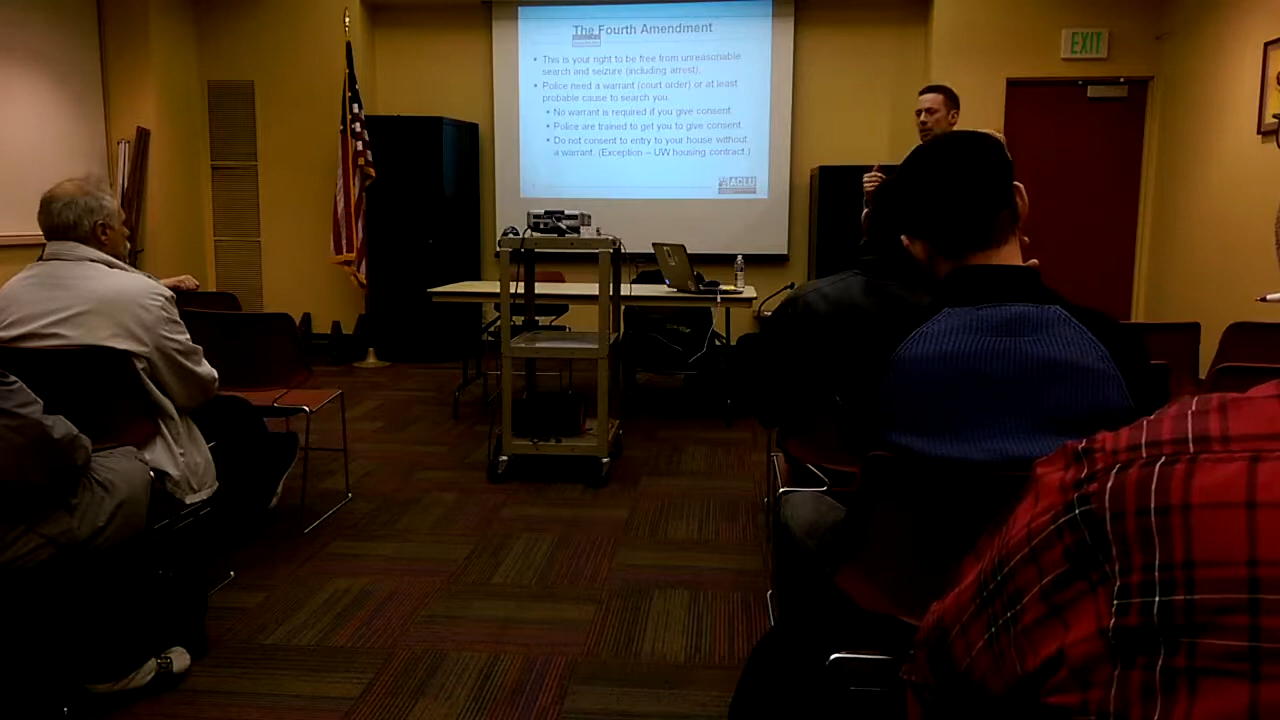 The Fourth Amendment
EXIT
• This is your right to be free from unreasonable
search and seizure (including arrest).
• Police need a warrant (court order) or at least
probable cause to search you.
• No warrant is required if you give consent.
• Police are trained to get you to give consent.
• Do not consent to entry to your house without
a warrant. (Exception – UW housing contract.)
ACLU